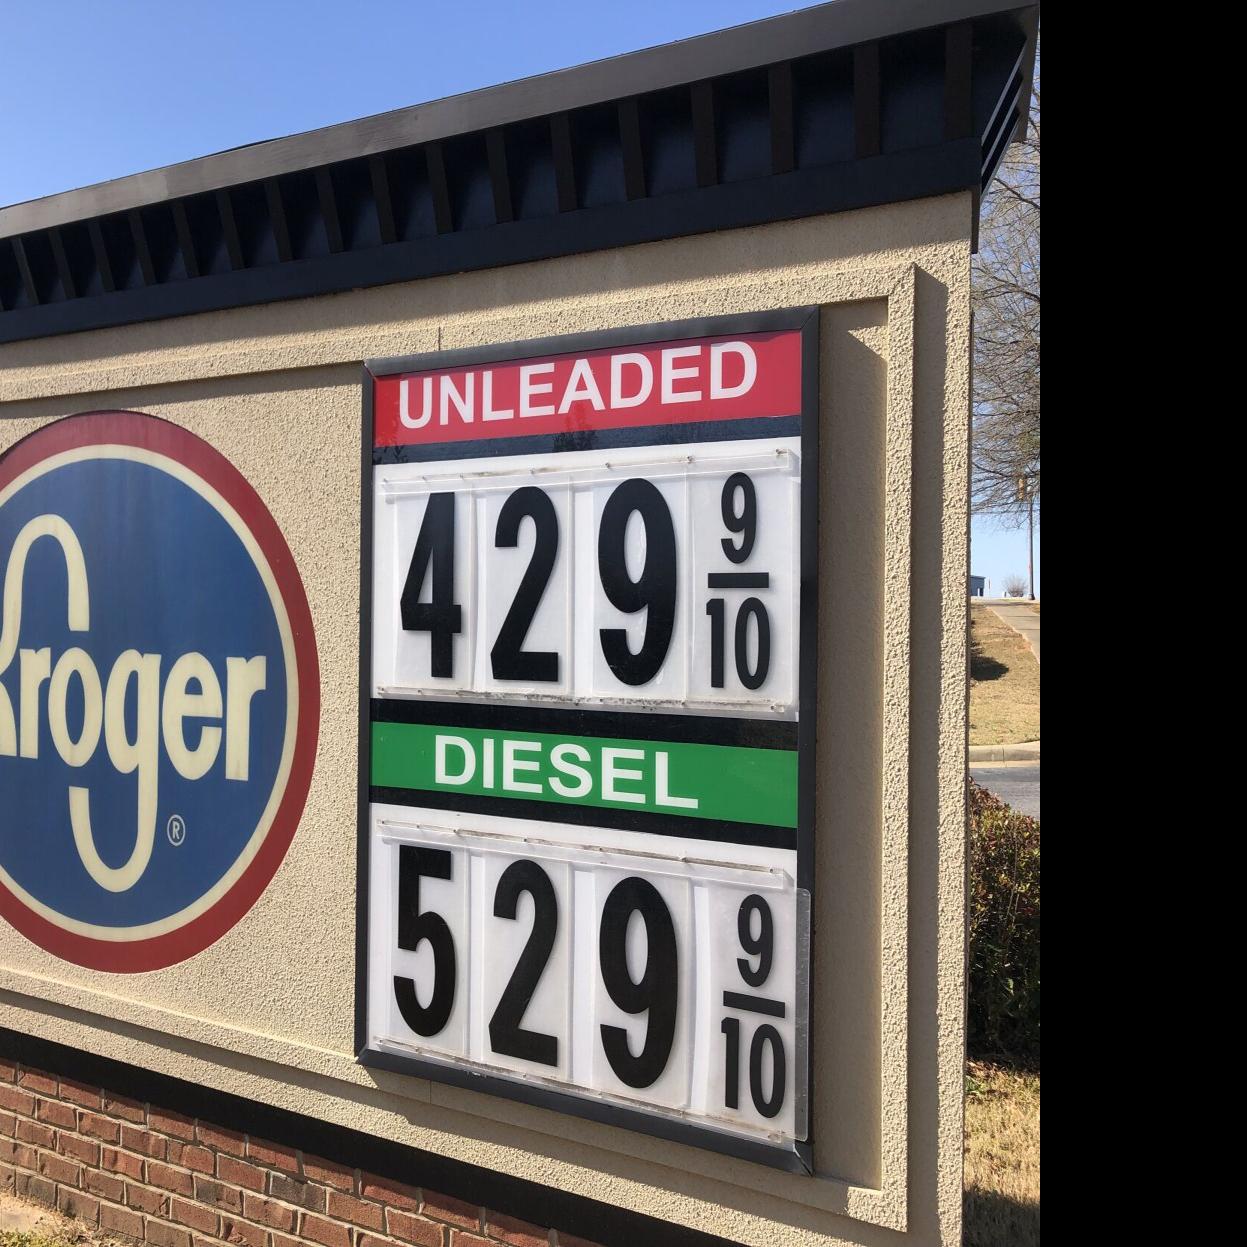 Kroger®
UNLEADED
429 9/10
DIESEL
529 9/10